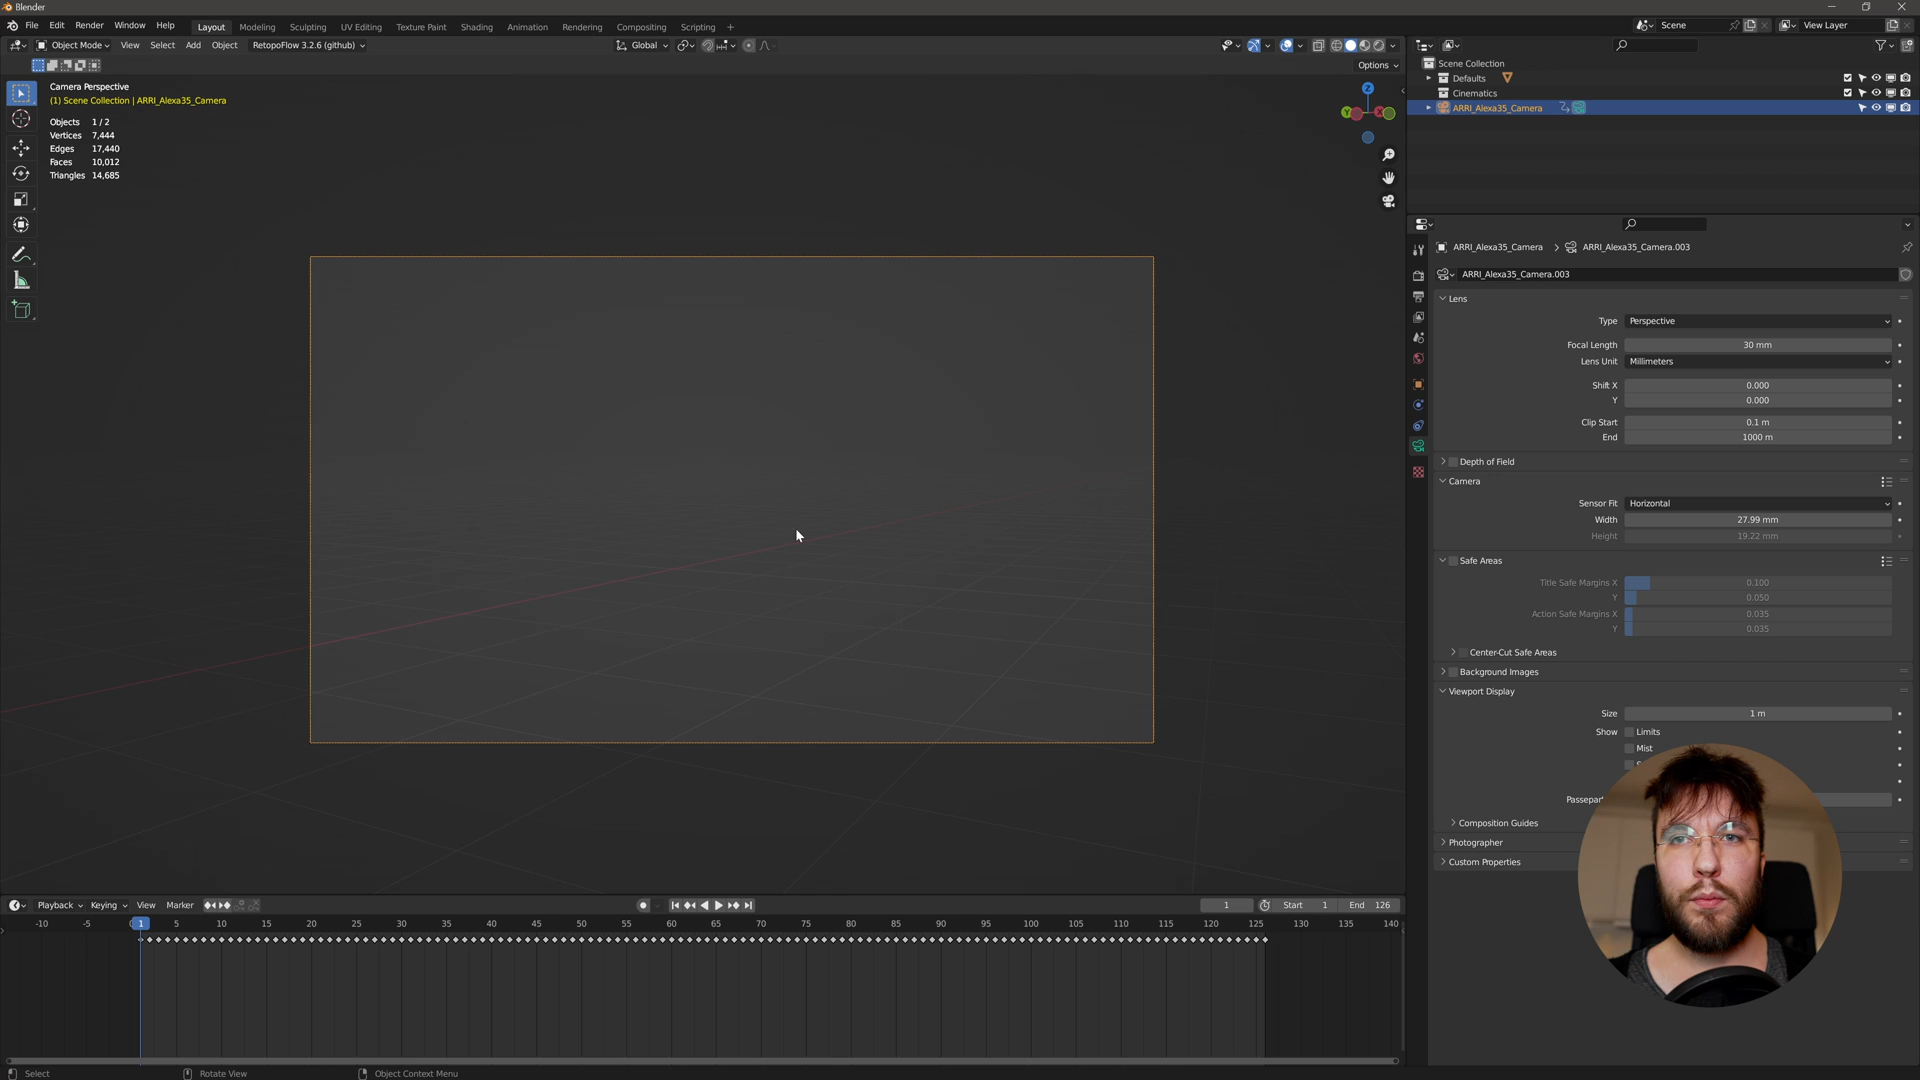 Blender
File Edit Render Window Help Layout Modeling Sculpting UV Editing Texture Paint Shading Animation Rendering Compositing Scripting +
Scene View Layer
Object Mode View Select Add Object RetopoFlow 3.2.6 (github) Global
Options
Camera Perspective
(1) Scene Collection | ARRI_Alexa35_Camera
Objects 1 / 2
Vertices 7,444
Edges 17,440
Faces 10,012
Triangles 14,685
Z
Y X
Scene Collection
Defaults
Cinematics
ARRI_Alexa35_Camera
ARRI_Alexa35_Camera > ARRI_Alexa35_Camera.003
ARRI_Alexa35_Camera.003
Lens
Type Perspective
Focal Length 30 mm
Lens Unit Millimeters
Shift X 0.000
Y 0.000
Clip Start 0.1 m
End 1000 m
Depth of Field
Camera
Sensor Fit Horizontal
Width 27.99 mm
Height 19.22 mm
Safe Areas
Title Safe Margins X 0.100
Y 0.050
Action Safe Margins X 0.035
Y 0.035
Center-Cut Safe Areas
Background Images
Viewport Display
Size 1 m
Show Limits
Mist
Passepar
Composition Guides
Photographer
Custom Properties
Playback Keying View Marker 1 Start 1 End 126
-10 -5 1 5 10 15 20 25 30 35 40 45 50 55 60 65 70 75 80 85 90 95 100 105 110 115 120 125 130 135 140
Select Rotate View Object Context Menu